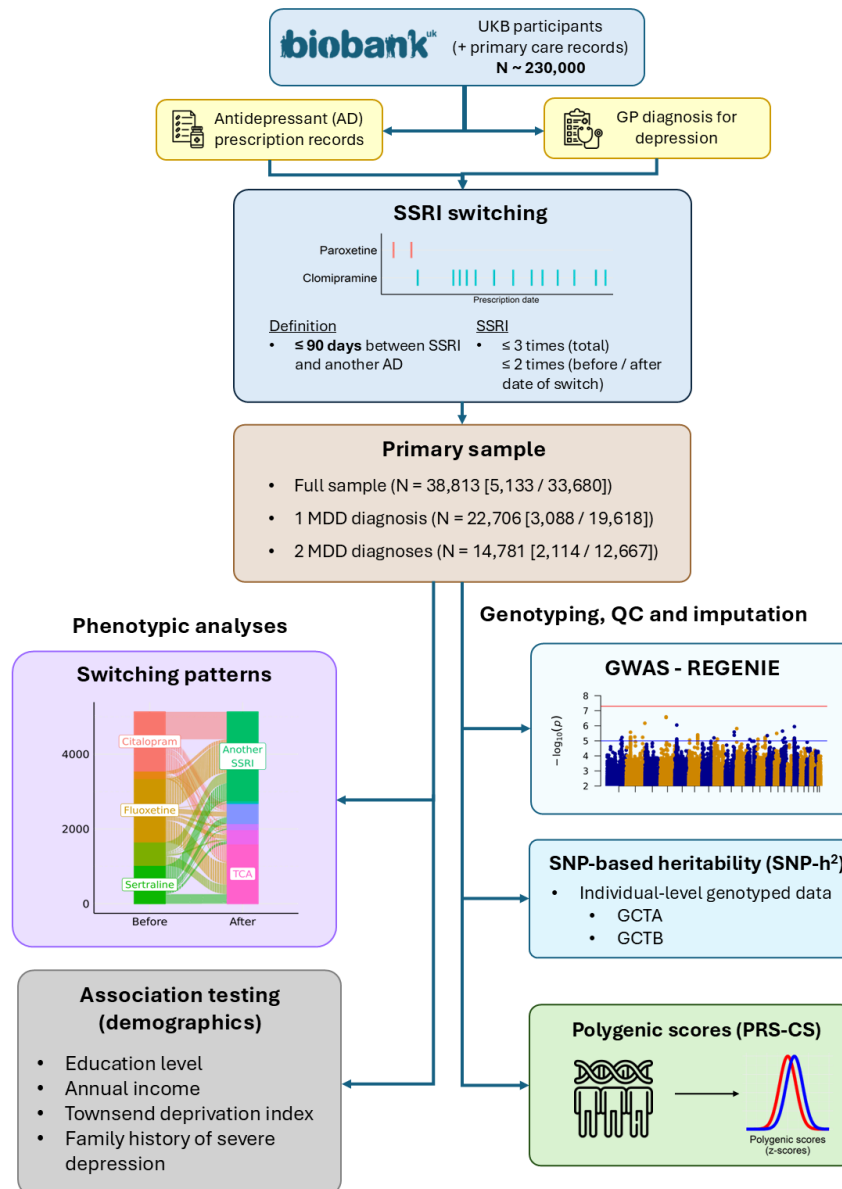 biobank uk
UKB participants
(+ primary care records)
N ~ 230,000
Antidepressant (AD)
prescription records
GP diagnosis for
depression
SSRI switching
Paroxetine
Clomipramine
Prescription date
Definition
• ≤ 90 days between SSRI
and another AD
SSRI
• ≤ 3 times (total)
≤ 2 times (before / after
date of switch)
Primary sample
• Full sample (N = 38,813 [5,133 / 33,680])
• 1 MDD diagnosis (N = 22,706 [3,088 / 19,618])
• 2 MDD diagnoses (N = 14,781 [2,114 / 12,667])
Phenotypic analyses
Genotyping, QC and imputation
Switching patterns
4000
2000
0
Citalopram
Fluoxetine
Sertraline
Another
SSRI
TCA
Before
After
GWAS - REGENIE
−log10(p)
8
7
6
5
4
3
2
SNP-based heritability (SNP-h²)
• Individual-level genotyped data
• GCTA
• GCTB
Association testing
(demographics)
• Education level
• Annual income
• Townsend deprivation index
• Family history of severe
depression
Polygenic scores (PRS-CS)
Polygenic scores
(z-scores)